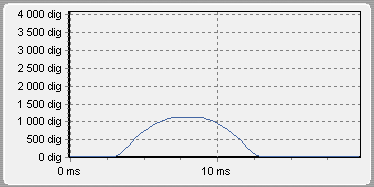 4 000 dig
3 500 dig
3 000 dig
2 500 dig
2 000 dig
1 500 dig
1 000 dig
500 dig
0 dig
0 ms 10 ms